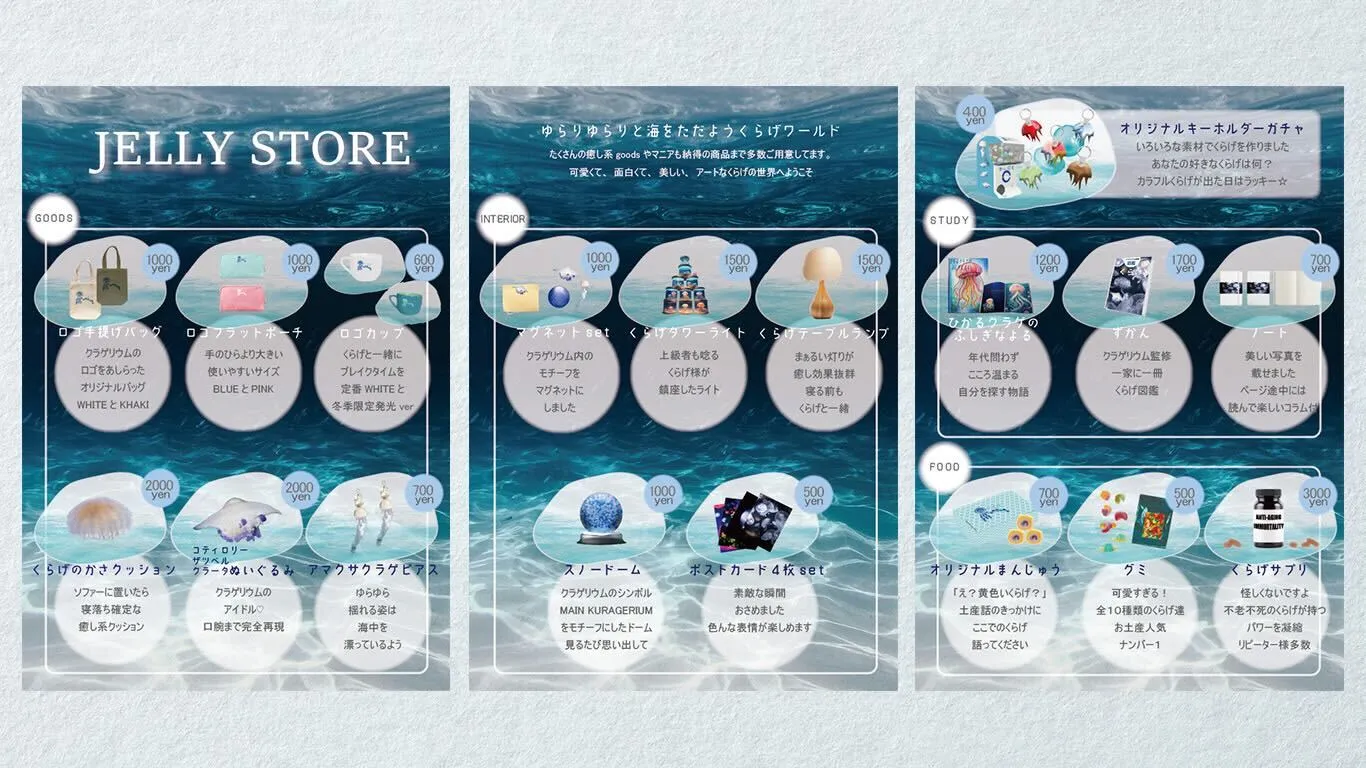 JELLY STORE
GOODS
1000
yen
ロゴ手提げバッグ
クラゲリウムの
ロゴをあしらった
オリジナルバッグ
WHITEとKHAKI
1000
yen
ロゴフラットポーチ
手のひらより大きい
使いやすいサイズ
BLUEとPINK
600
yen
ロゴカップ
くらげと一緒に
ブレイクタイムを
定番 WHITEと
冬季限定発光 ver
2000
yen
くらげのかさクッション
ソファーに置いたら
寝落ち確定な
癒し系クッション
2000
yen
コティロリー
ザツベル
クラータぬいぐるみ
クラゲリウムの
アイドル♡
口腕まで完全再現
700
yen
アマクサクラゲピアス
ゆらゆら
揺れる姿は
海中を
漂っているよう
ゆらりゆらりと海をただようくらげワールド
たくさんの癒し系 goods やマニアも納得の商品まで多数ご用意してます。
可愛くて、面白くて、美しい、アートなくらげの世界へようこそ
INTERIOR
1000
yen
マグネット set
クラゲリウム内の
モチーフを
マグネットに
しました
1500
yen
くらげタワーライト
上級者も唸る
くらげ様が
鎮座したライト
1500
yen
くらげテーブルランプ
まぁるい灯りが
癒し効果抜群
寝る前も
くらげと一緒
1000
yen
スノードーム
クラゲリウムのシンボル
MAIN KURAGERIUM
をモチーフにしたドーム
見るたび思い出して
500
yen
ポストカード4枚set
素敵な瞬間
おさめました
色んな表情が楽しめます
400
yen
オリジナルキーホルダーガチャ
いろいろな素材でくらげを作りました
あなたの好きなくらげは何？
カラフルくらげが出た日はラッキー☆
STUDY
1200
yen
ひかるクラゲの
ふしぎなよる
年代問わず
こころ温まる
自分を探す物語
1700
yen
ずかん
クラゲリウム監修
一家に一冊
くらげ図鑑
700
yen
ノート
美しい写真を
載せました
ページ途中には
読んで楽しいコラム付
FOOD
700
yen
オリジナルまんじゅう
「え？黄色いくらげ？」
土産話のきっかけに
ここでのくらげ
語ってください
500
yen
グミ
可愛すぎる！
全10種類のくらげ達
お土産人気
ナンバー1
3000
yen
ANTI-AGING
IMMORTALITY
くらげサプリ
怪しくないですよ
不老不死のくらげが持つ
パワーを凝縮
リピーター様多数